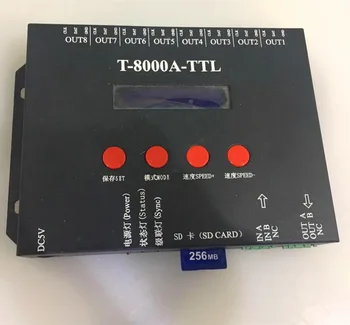 OUT8 OUT7 OUT6 OUT5 OUT4 OUT3 OUT2 OUT1
T-8000A-TTL
保存SET 模式MODE 速度SPEED+ 速度SPEED-
DC5V
电源灯(Power)
状态灯(Status)
级联灯(Sync)
SD 卡 (SD CARD)
256MB
IN A
IN B
NC
OUT A
OUT B
NC